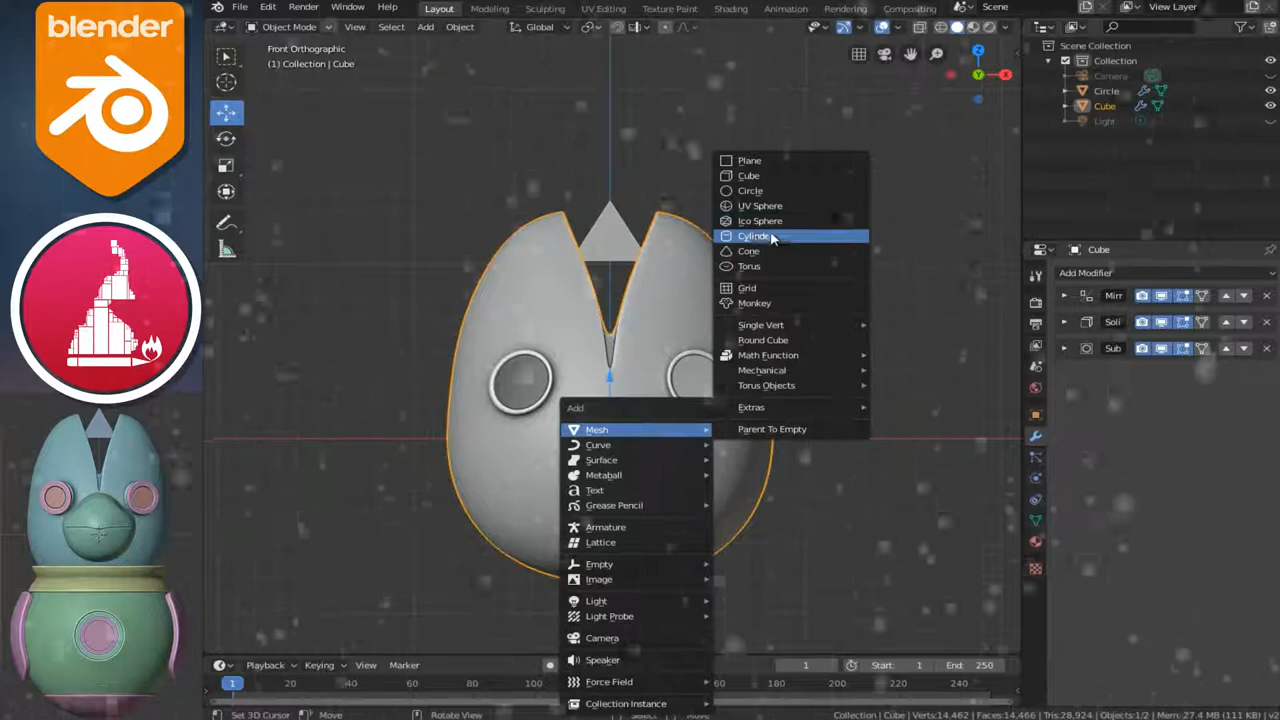 blender
File Edit Render Window Help Layout Modeling Sculpting UV Editing Texture Paint Shading Animation Rendering Compositing Scene View Layer
Object Mode View Select Add Object Global
Front Orthographic
(1) Collection | Cube
Z
Y
X
Scene Collection
Collection
Camera
Circle
Cube
Light
Plane
Cube
Circle
UV Sphere
Ico Sphere
Cylinde
Cone
Torus
Grid
Monkey
Single Vert
Round Cube
Math Function
Mechanical
Torus Objects
Extras
Parent To Empty
Add
Mesh
Curve
Surface
Metaball
Text
Grease Pencil
Armature
Lattice
Empty
Image
Light
Light Probe
Camera
Speaker
Force Field
Collection Instance
Cube
Add Modifier
Mirr
Soli
Sub
Playback Keying View Marker 1 Start: 1 End: 250
1 20 40 60 80 100 160 180 200 220 240
Set 3D Cursor Move Rotate View Select Move Collection | Cube | Verts:14,462 | Faces:14,466 | Tris:28,924 | Objects:1/2 | Mem: 27.4 MB (111 KB)